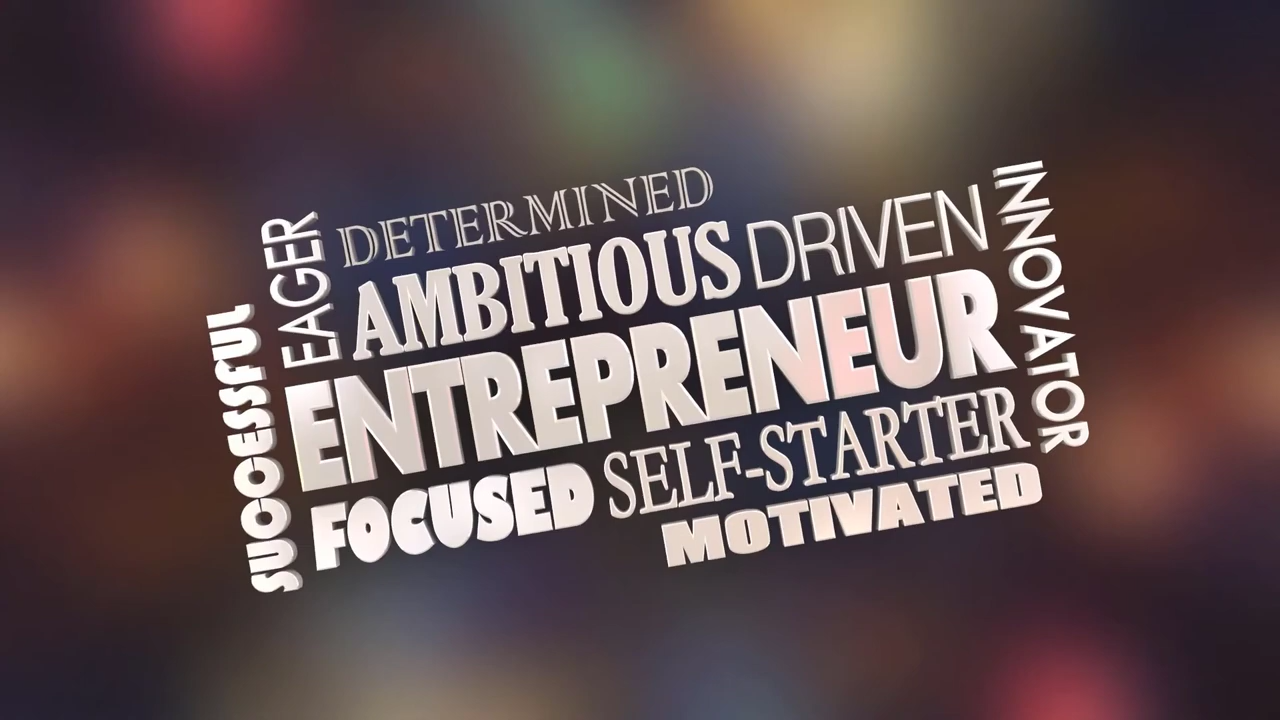 DETERMINED
EAGER
AMBITIOUS DRIVEN
INNOVATOR
SUCCESSFUL
ENTREPRENEUR
FOCUSED SELF-STARTER
MOTIVATED